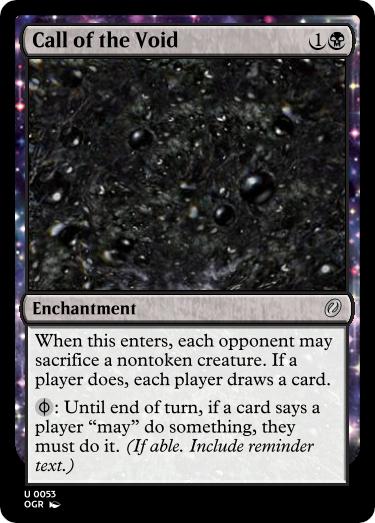 Call of the Void 1
Enchantment
When this enters, each opponent may
sacrifice a nontoken creature. If a
player does, each player draws a card.
: Until end of turn, if a card says a
player “may” do something, they
must do it. (If able. Include reminder
text.)
U 0053
OGR